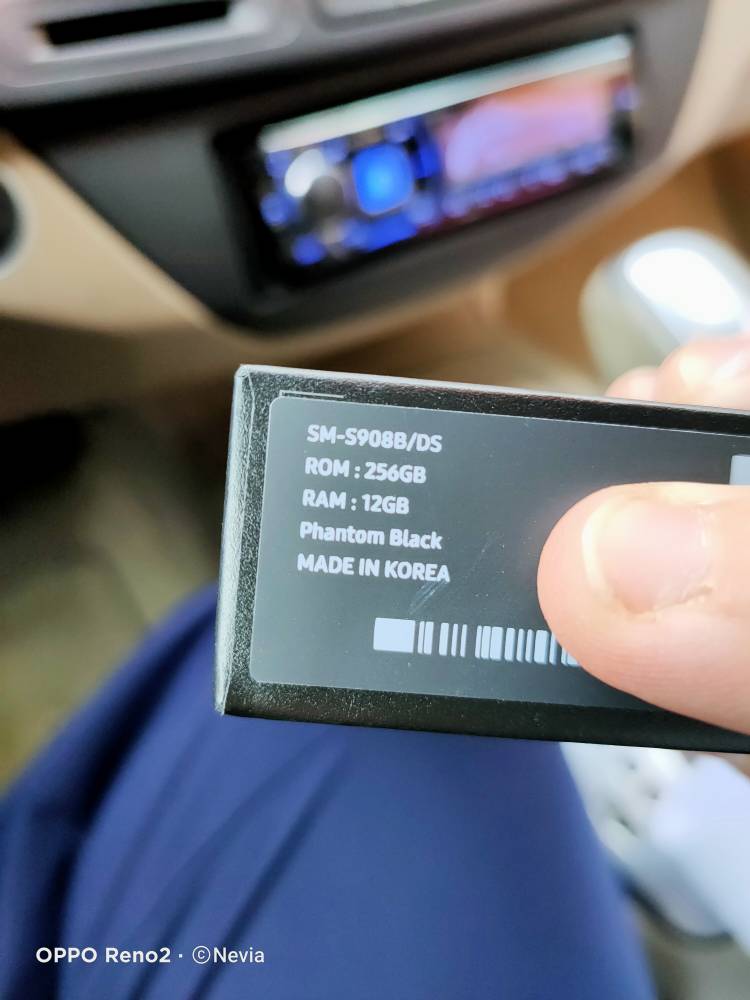 SM-S908B/DS
ROM : 256GB
RAM : 12GB
Phantom Black
MADE IN KOREA
OPPO Reno2 · ©Nevia